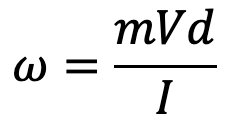 ω = mVd / I